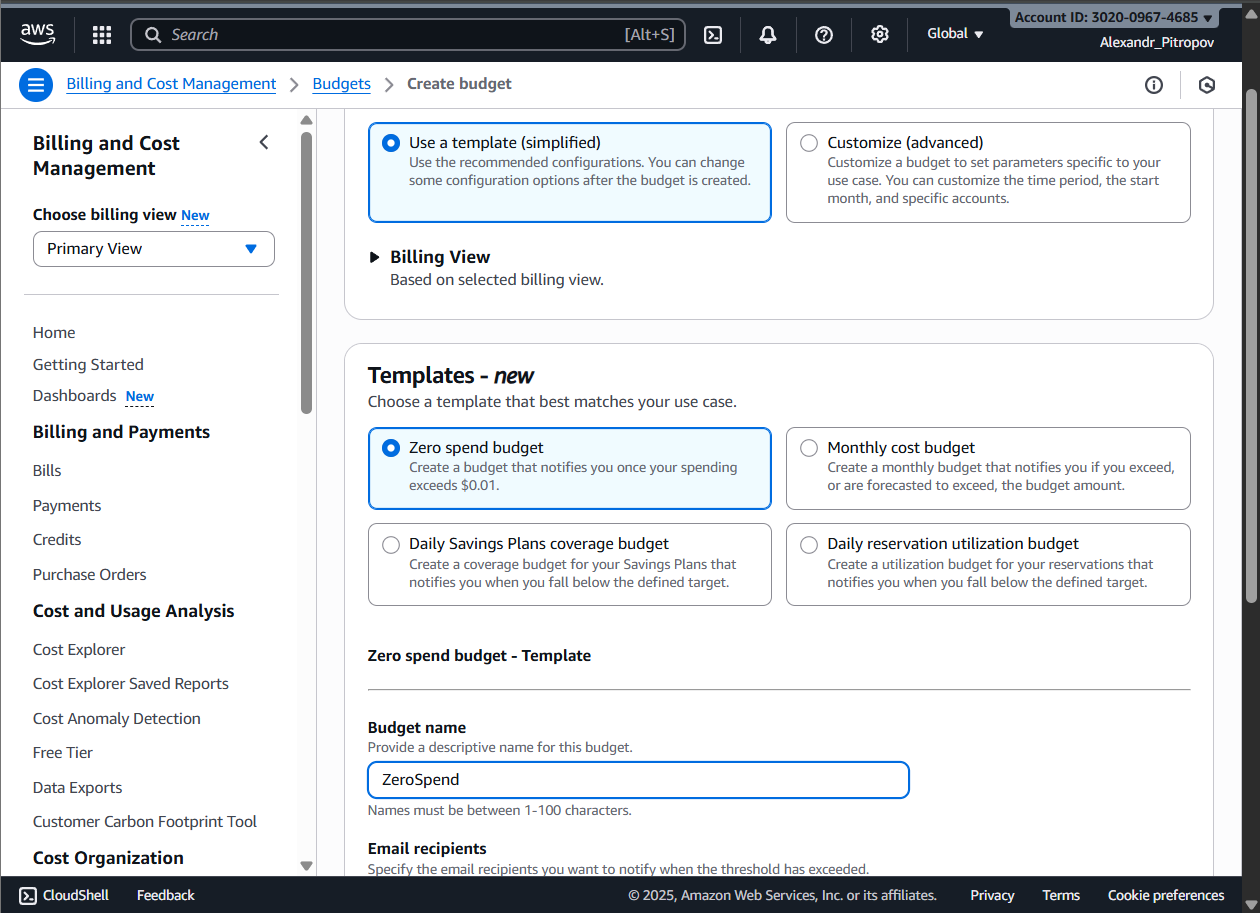 aws
Search
[Alt+S]
Global
Account ID: 3020-0967-4685
Alexandr_Pitropov
Billing and Cost Management
Budgets
Create budget
Billing and Cost
Management
Choose billing view New
Primary View
Home
Getting Started
Dashboards New
Billing and Payments
Bills
Payments
Credits
Purchase Orders
Cost and Usage Analysis
Cost Explorer
Cost Explorer Saved Reports
Cost Anomaly Detection
Free Tier
Data Exports
Customer Carbon Footprint Tool
Cost Organization
Use a template (simplified)
Use the recommended configurations. You can change
some configuration options after the budget is created.
Customize (advanced)
Customize a budget to set parameters specific to your
use case. You can customize the time period, the start
month, and specific accounts.
Billing View
Based on selected billing view.
Templates - new
Choose a template that best matches your use case.
Zero spend budget
Create a budget that notifies you once your spending
exceeds $0.01.
Monthly cost budget
Create a monthly budget that notifies you if you exceed,
or are forecasted to exceed, the budget amount.
Daily Savings Plans coverage budget
Create a coverage budget for your Savings Plans that
notifies you when you fall below the defined target.
Daily reservation utilization budget
Create a utilization budget for your reservations that
notifies you when you fall below the defined target.
Zero spend budget - Template
Budget name
Provide a descriptive name for this budget.
ZeroSpend
Names must be between 1-100 characters.
Email recipients
Specify the email recipients you want to notify when the threshold has exceeded.
CloudShell
Feedback
© 2025, Amazon Web Services, Inc. or its affiliates.
Privacy
Terms
Cookie preferences